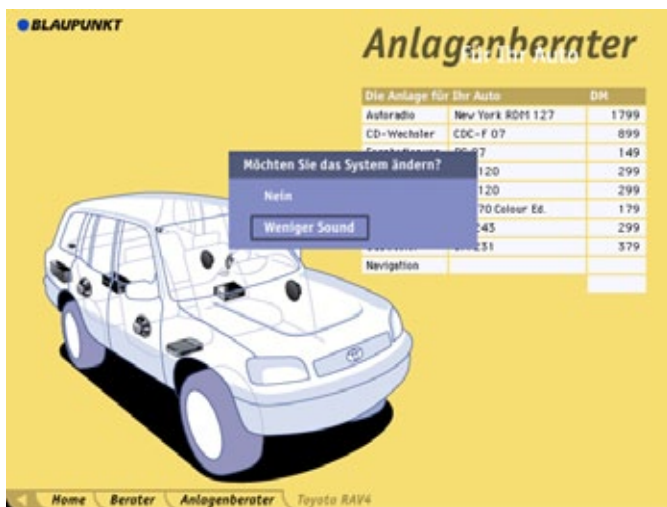 BLAUPUNKT
Anlagenberater
Für Ihr Auto
Die Anlage für Ihr Auto DM
Autoradio New York RDM 127 1799
CD-Wechsler CDC-F 07 899
149
120 299
120 299
70 Colour Ed. 179
243 299
231 379
Navigation
Möchten Sie das System ändern?
Nein
Weniger Sound
Home Berater Anlagenberater Toyota RAV4